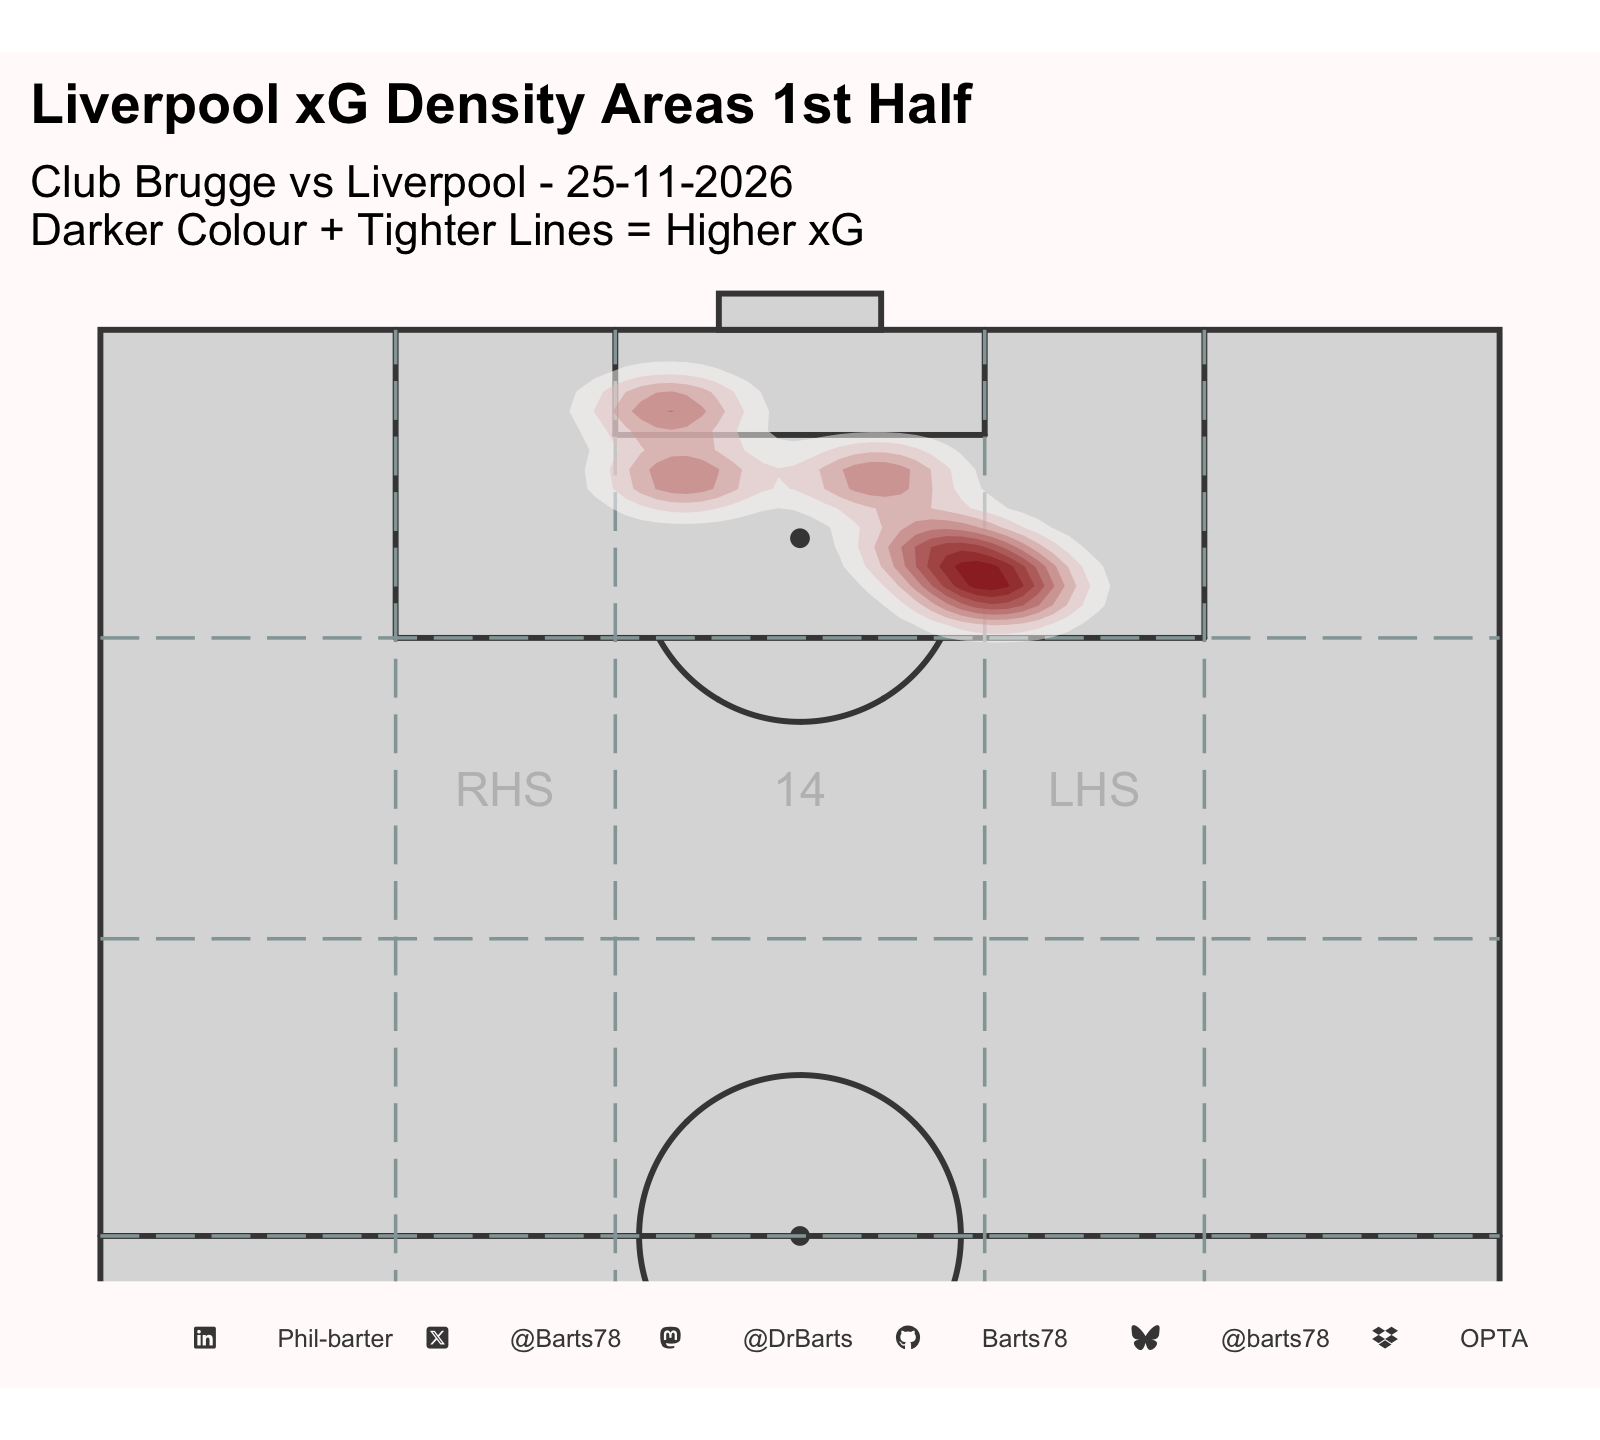 Liverpool xG Density Areas 1st Half
Club Brugge vs Liverpool - 25-11-2026
Darker Colour + Tighter Lines = Higher xG
RHS 14 LHS
Phil-barter @Barts78 @DrBarts Barts78 @barts78 OPTA